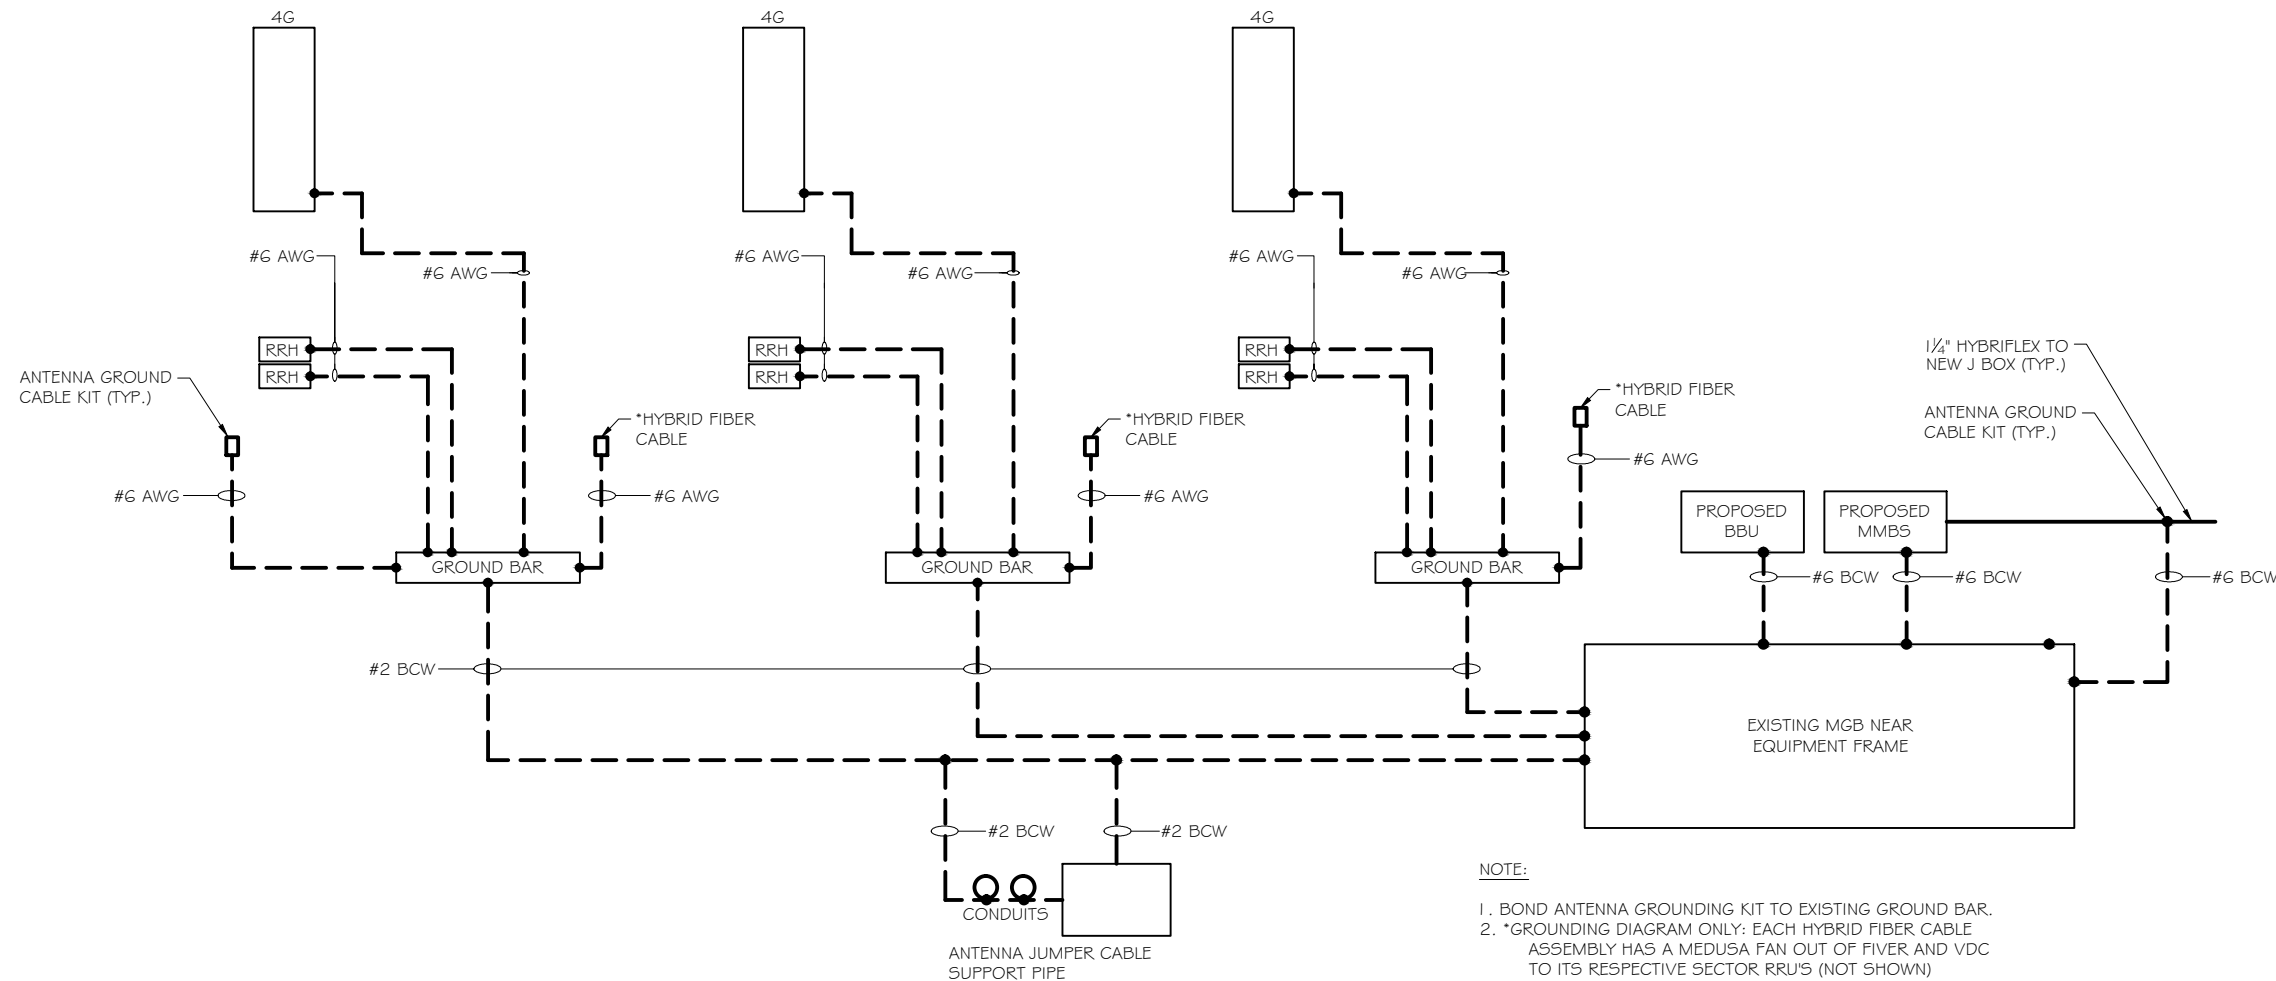 4G
4G
4G
#6 AWG
#6 AWG
#6 AWG
#6 AWG
#6 AWG
#6 AWG
RRH
RRH
RRH
RRH
RRH
RRH
ANTENNA GROUND
CABLE KIT (TYP.)
*HYBRID FIBER
CABLE
*HYBRID FIBER
CABLE
*HYBRID FIBER
CABLE
1¼" HYBRIFLEX TO
NEW J BOX (TYP.)
ANTENNA GROUND
CABLE KIT (TYP.)
#6 AWG
#6 AWG
#6 AWG
#6 AWG
PROPOSED
BBU
PROPOSED
MMBS
GROUND BAR
GROUND BAR
GROUND BAR
#6 BCW
#6 BCW
#6 BCW
#2 BCW
EXISTING MGB NEAR
EQUIPMENT FRAME
#2 BCW
#2 BCW
CONDUITS
ANTENNA JUMPER CABLE
SUPPORT PIPE
NOTE:
1. BOND ANTENNA GROUNDING KIT TO EXISTING GROUND BAR.
2. *GROUNDING DIAGRAM ONLY: EACH HYBRID FIBER CABLE
ASSEMBLY HAS A MEDUSA FAN OUT OF FIVER AND VDC
TO ITS RESPECTIVE SECTOR RRU'S (NOT SHOWN)